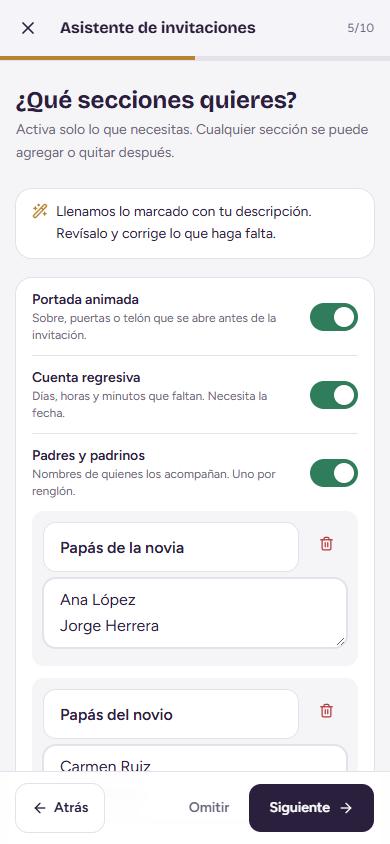 Asistente de invitaciones
5/10
¿Qué secciones quieres?
Activa solo lo que necesitas. Cualquier sección se puede
agregar o quitar después.
Llenamos lo marcado con tu descripción.
Revísalo y corrige lo que haga falta.
Portada animada
Sobre, puertas o telón que se abre antes de la
invitación.
Cuenta regresiva
Días, horas y minutos que faltan. Necesita la
fecha.
Padres y padrinos
Nombres de quienes los acompañan. Uno por
renglón.
Papás de la novia
Ana López
Jorge Herrera
Papás del novio
Carmen Ruiz
Atrás
Omitir
Siguiente